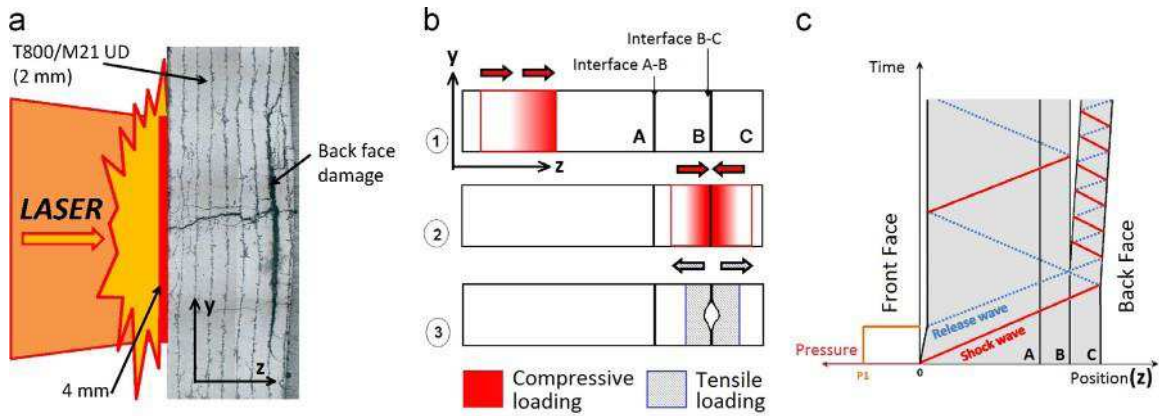 a
T800/M21 UD
(2 mm)
Back face
damage
LASER
y
z
4 mm
b
Interface B-C
Interface A-B
y
1
A
B
C
z
2
3
Compressive
loading
Tensile
loading
c
Time
Front Face
Back Face
Release wave
Shock wave
Pressure
P1
0
A
B
C
Position(z)